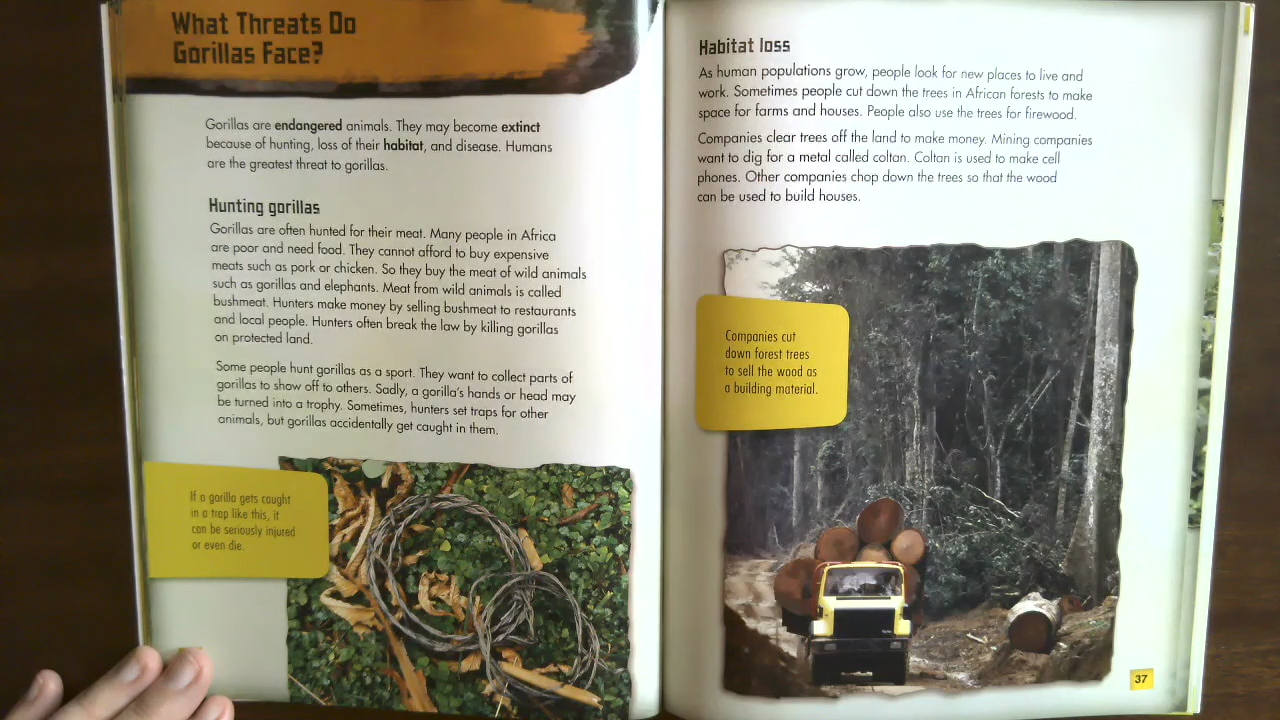 What Threats Do
Gorillas Face?
Gorillas are endangered animals. They may become extinct
because of hunting, loss of their habitat, and disease. Humans
are the greatest threat to gorillas.
Hunting gorillas
Gorillas are often hunted for their meat. Many people in Africa
are poor and need food. They cannot afford to buy expensive
meats such as pork or chicken. So they buy the meat of wild animals
such as gorillas and elephants. Meat from wild animals is called
bushmeat. Hunters make money by selling bushmeat to restaurants
and local people. Hunters often break the law by killing gorillas
on protected land.
Some people hunt gorillas as a sport. They want to collect parts of
gorillas to show off to others. Sadly, a gorilla's hands or head may
be turned into a trophy. Sometimes, hunters set traps for other
animals, but gorillas accidentally get caught in them.
If a gorilla gets caught
in a trap like this, it
can be seriously injured
or even die.
Habitat loss
As human populations grow, people look for new places to live and
work. Sometimes people cut down the trees in African forests to make
space for farms and houses. People also use the trees for firewood.
Companies clear trees off the land to make money. Mining companies
want to dig for a metal called coltan. Coltan is used to make cell
phones. Other companies chop down the trees so that the wood
can be used to build houses.
Companies cut
down forest trees
to sell the wood as
a building material.
37